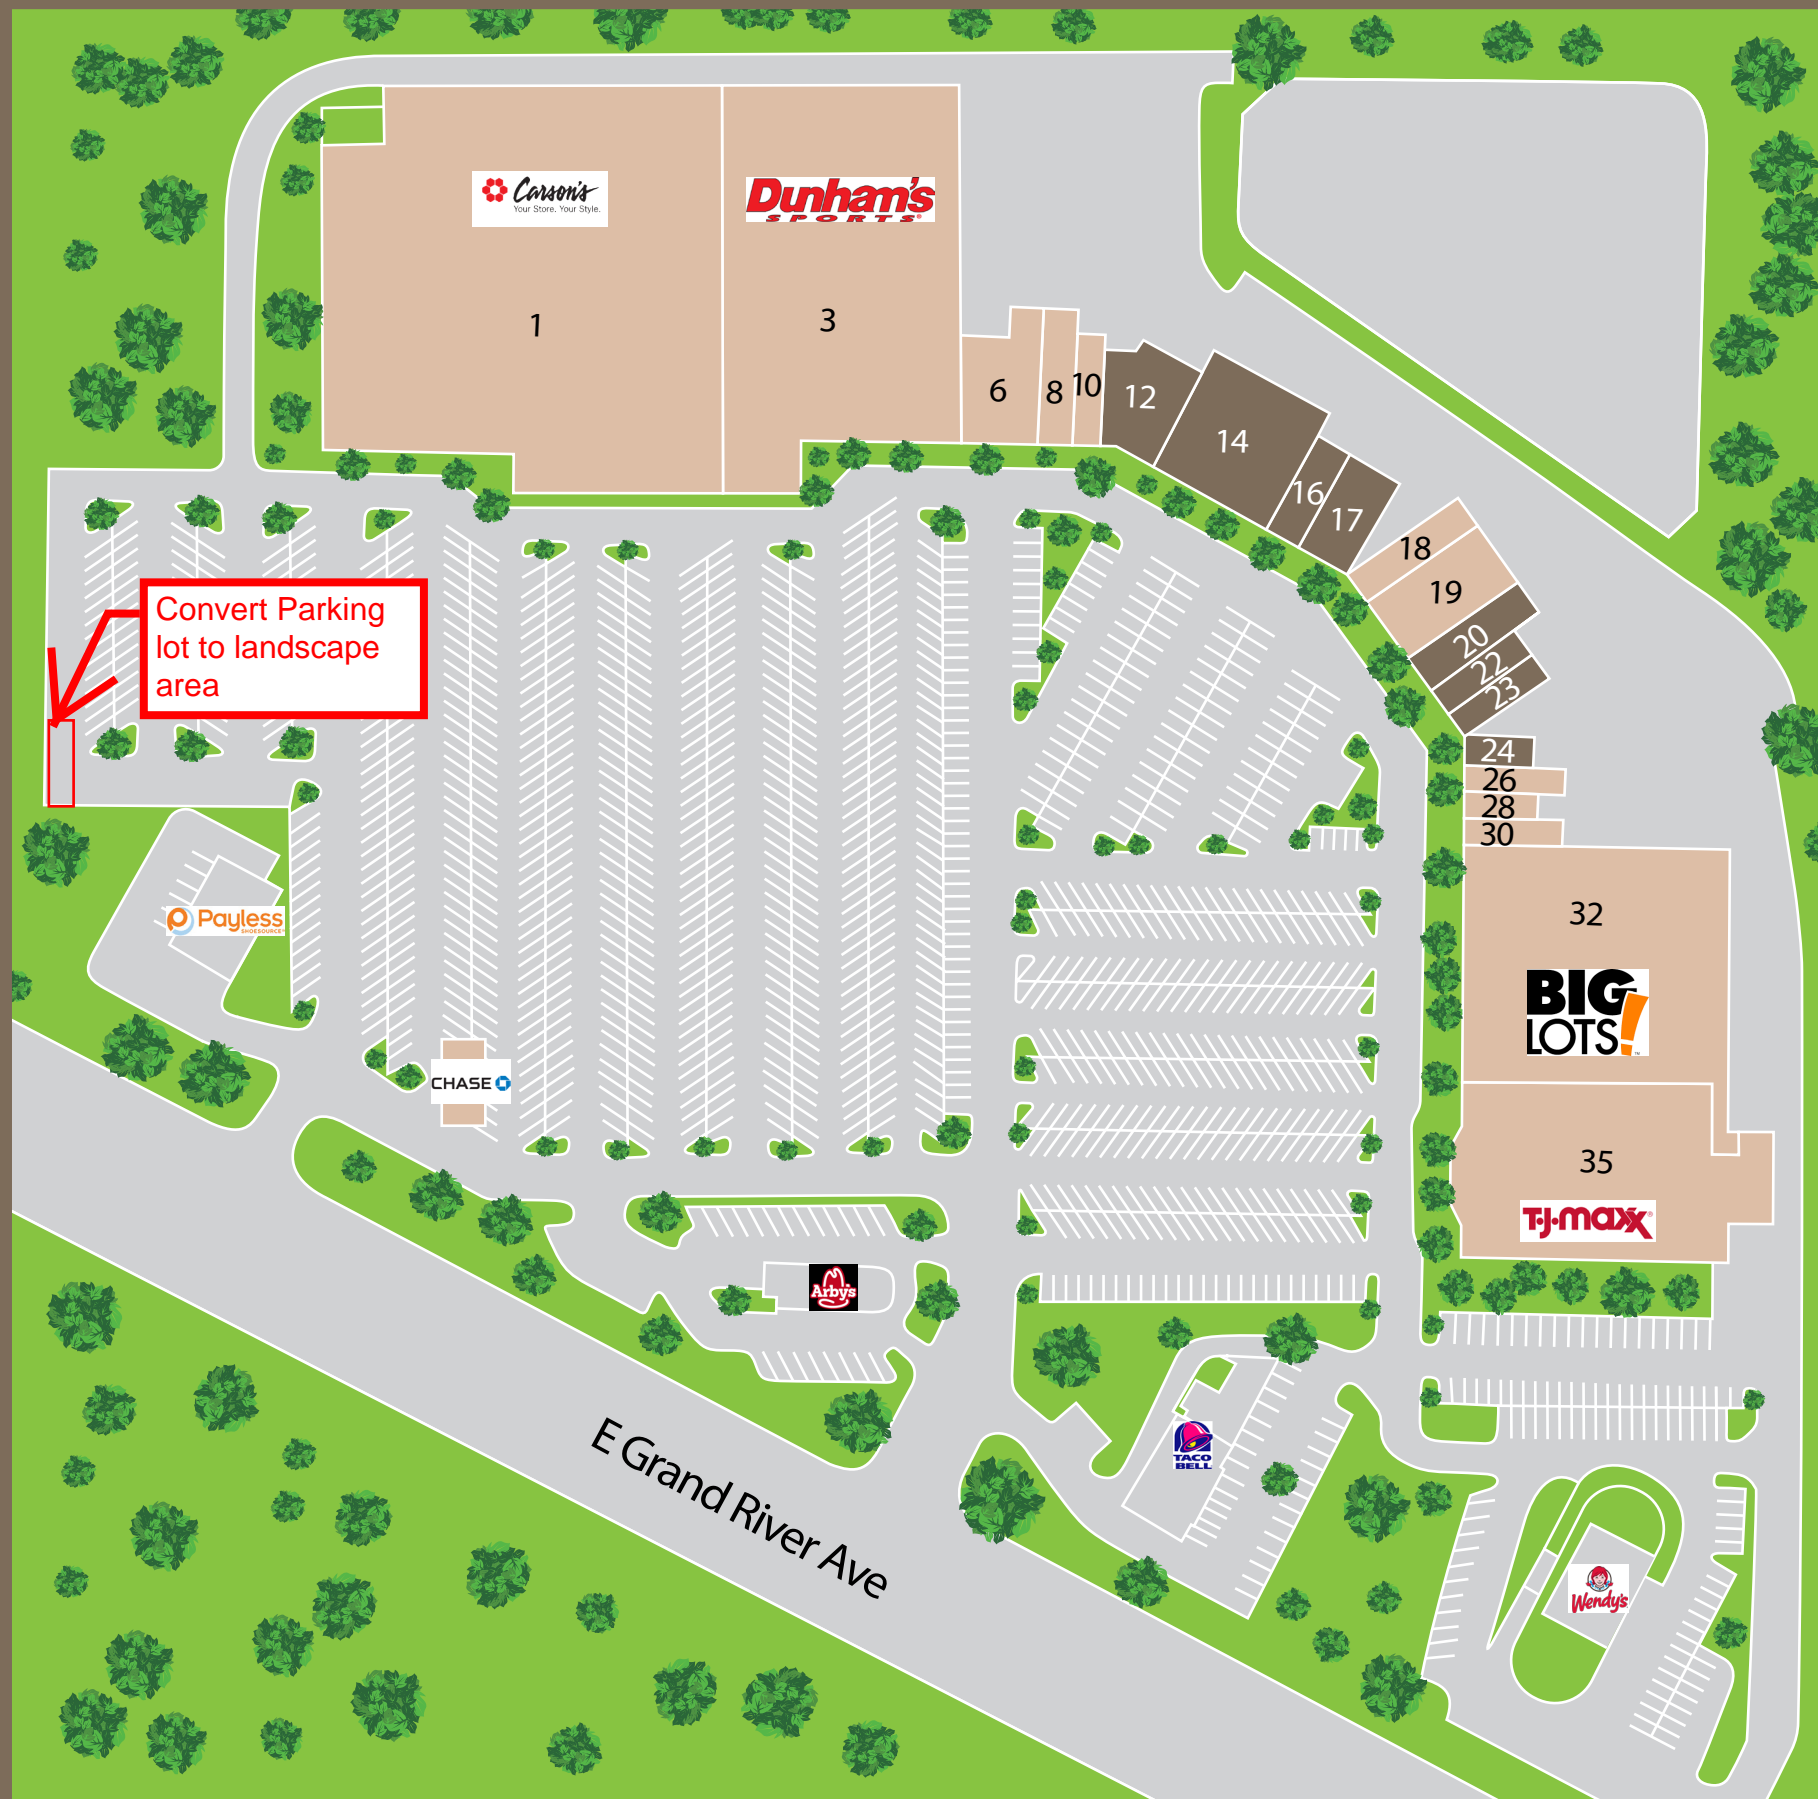 Carson's
Your Store. Your Style.
Dunham's
SPORTS
1
3
6
8
10
12
14
16
17
18
19
20
22
23
24
26
28
30
32
BIG
LOTS!
35
T.J.maxx
Convert Parking
lot to landscape
area
Payless
SHOESOURCE
CHASE
Arby's
TACO
BELL
Wendy's
E Grand River Ave